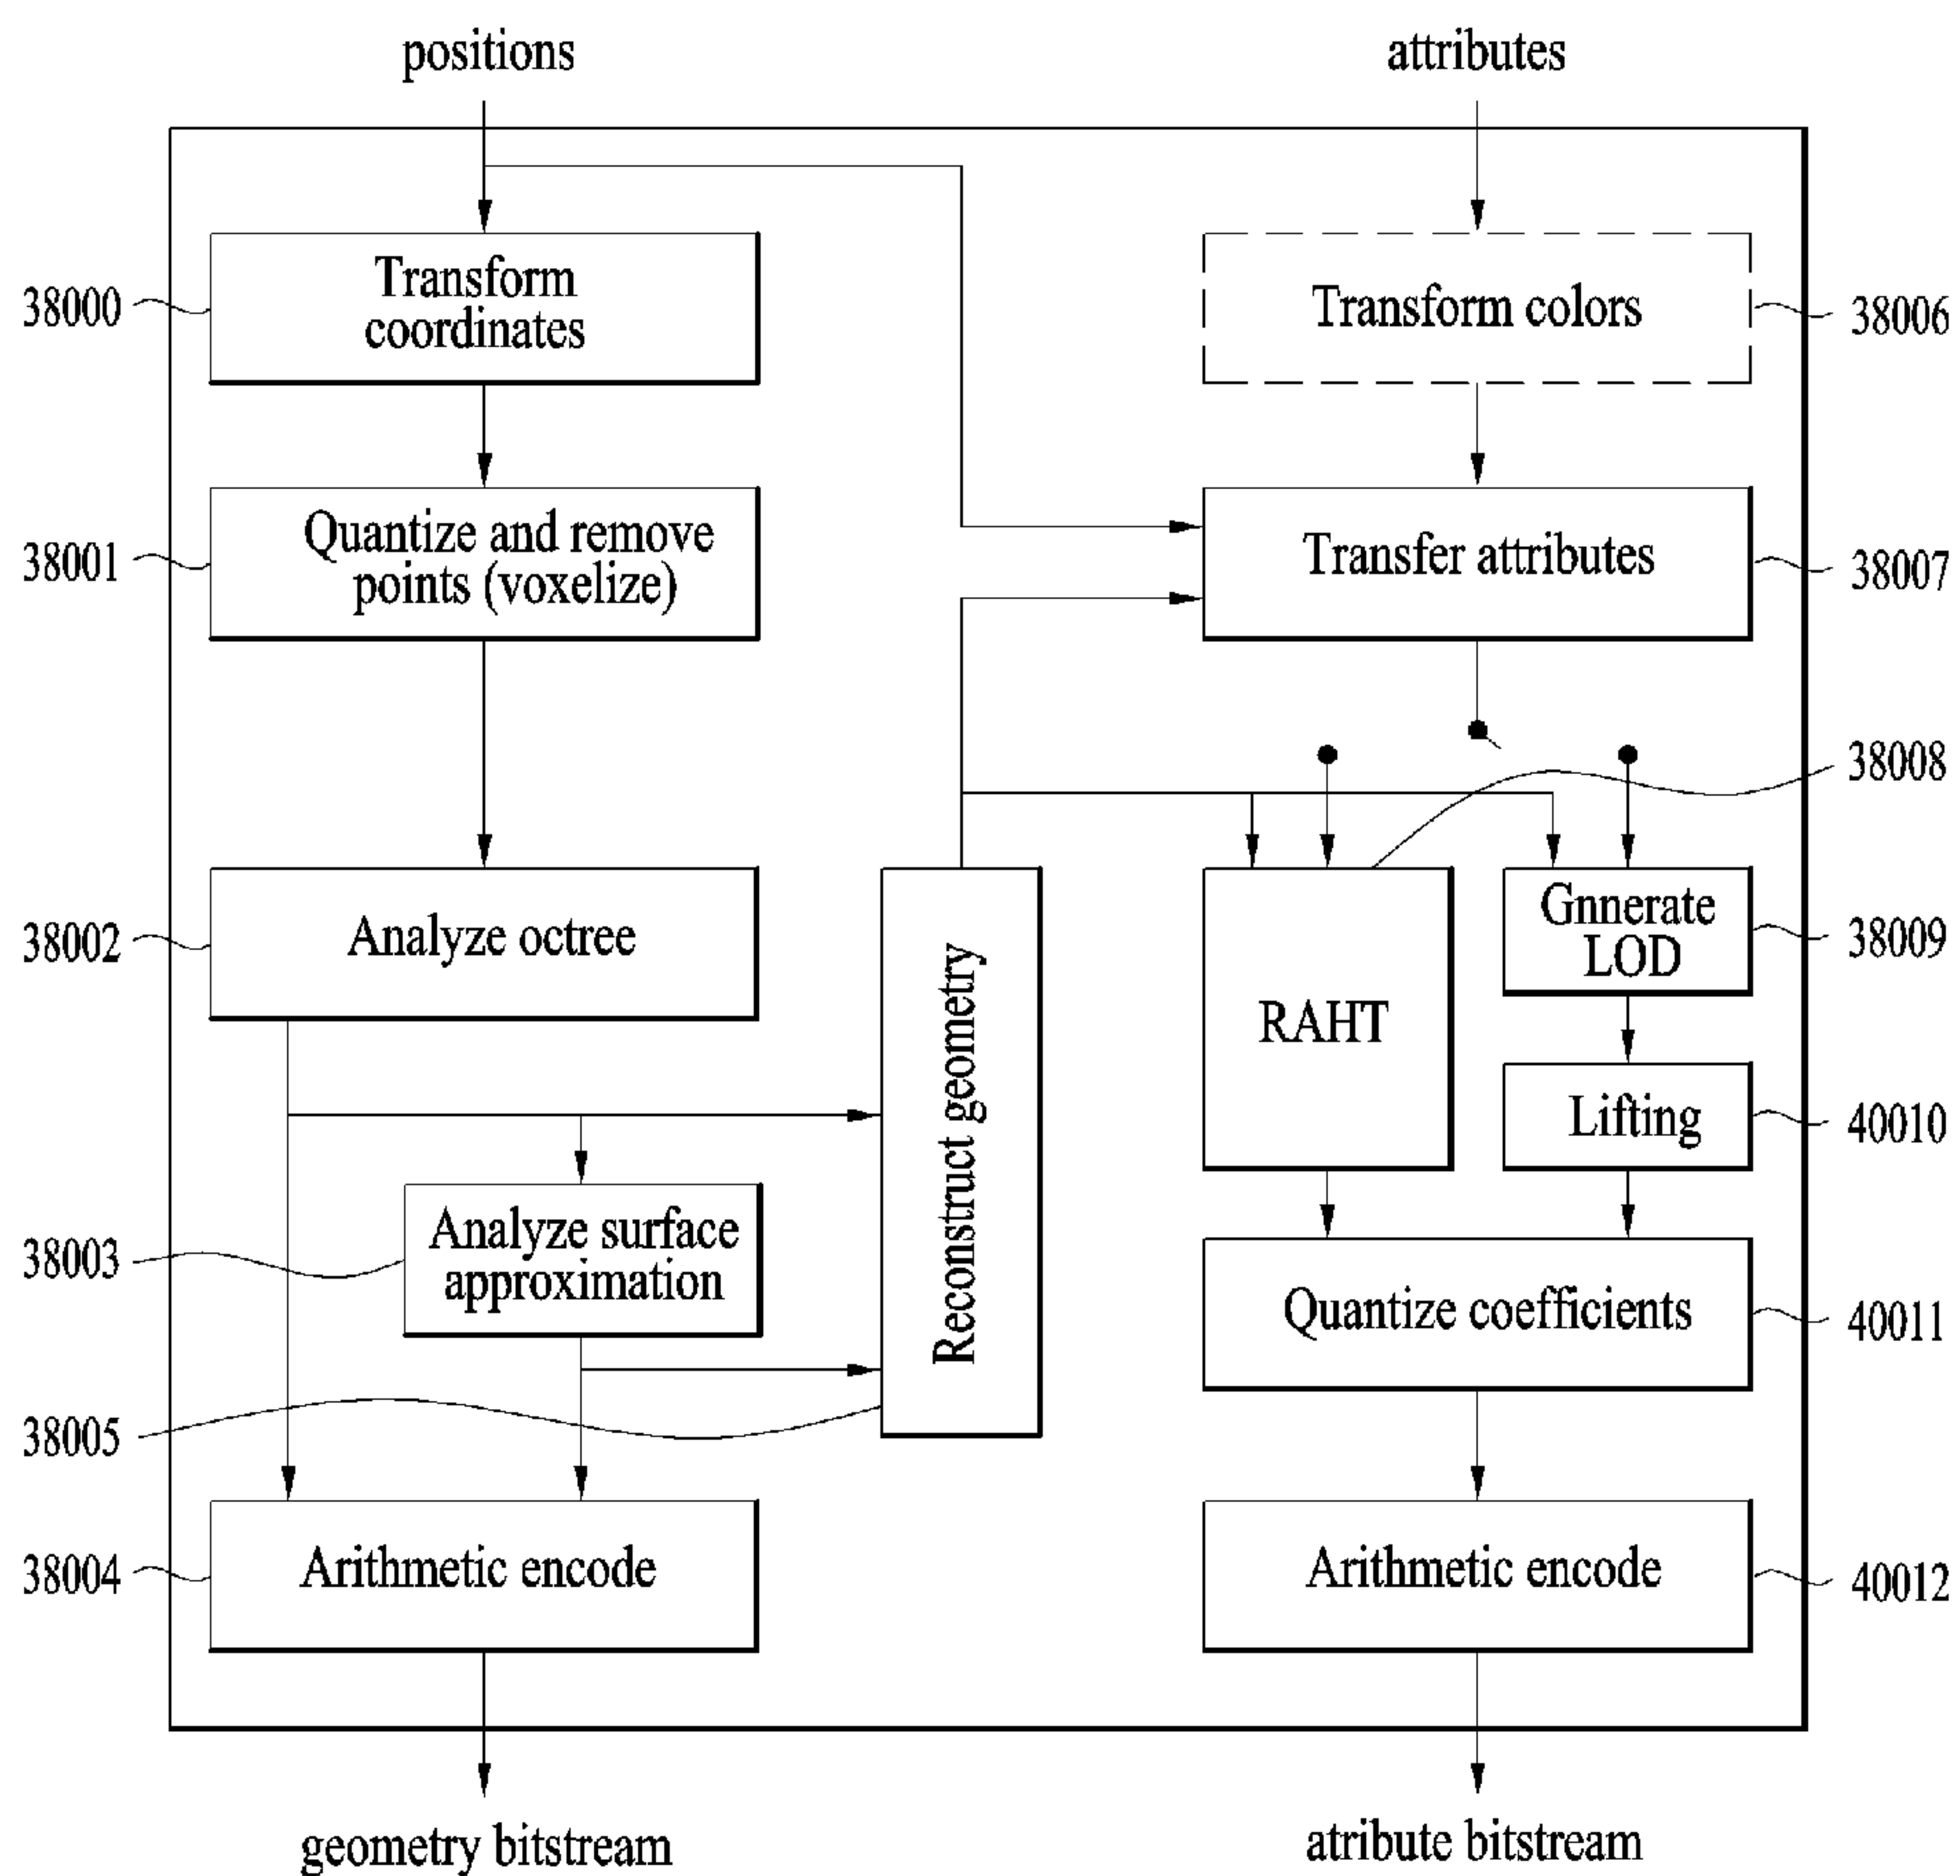 positions
attributes
Transform
coordinates
38000
Transform colors
38006
Quantize and remove
points (voxelize)
38001
Transfer attributes
38007
38008
Analyze octree
38002
Reconstruct geometry
RAHT
Gnnerate
LOD
38009
Lifting
40010
Analyze surface
approximation
38003
Quantize coefficients
40011
38005
Arithmetic encode
38004
Arithmetic encode
40012
geometry bitstream
atribute bitstream